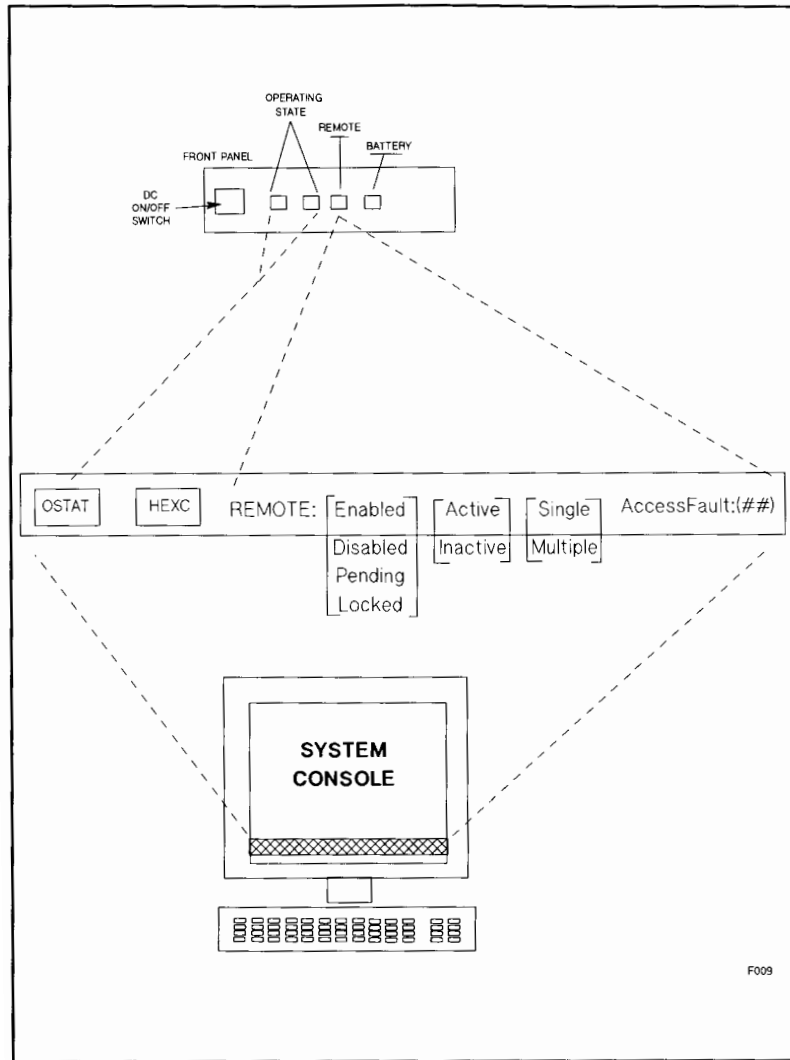 OPERATING
STATE
REMOTE
BATTERY
FRONT PANEL
DC
ON/OFF
SWITCH
OSTAT HEXC REMOTE: Enabled Active Single AccessFault:(##)
Disabled Inactive Multiple
Pending
Locked
SYSTEM
CONSOLE
F009